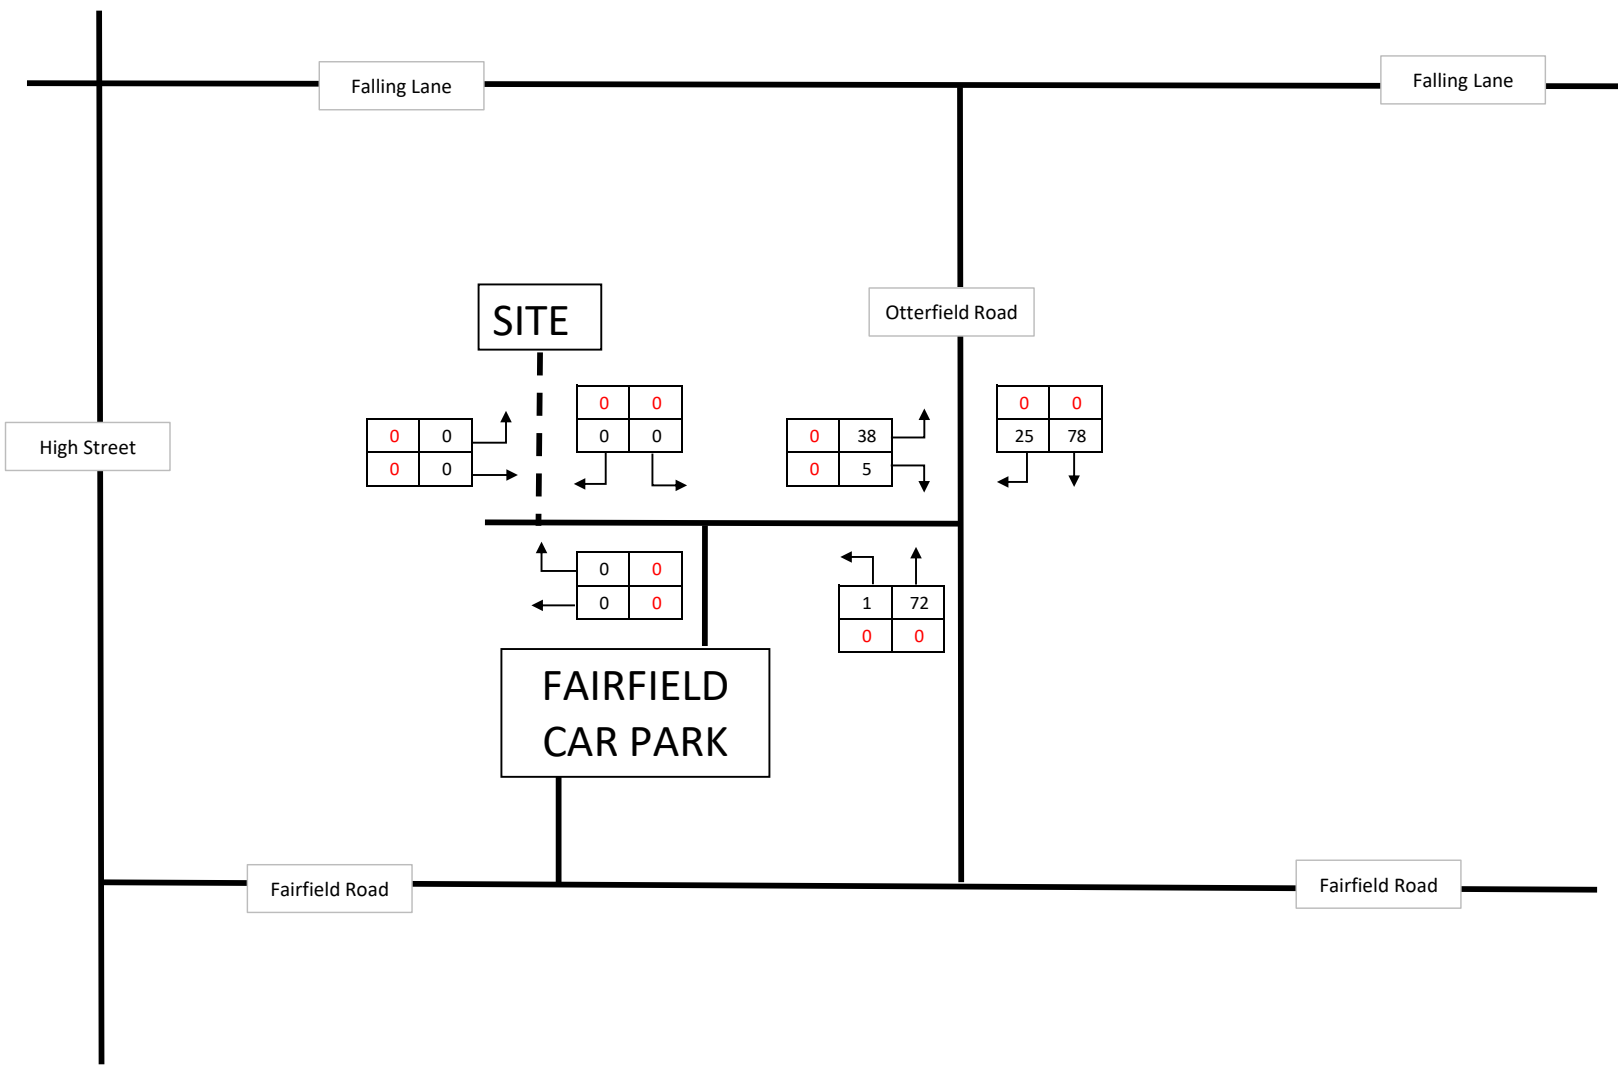 Falling Lane
Falling Lane
SITE
Otterfield Road
High Street
0 0
0 0
0 0
0 0
0 38
0 5
0 0
25 78
0 0
0 0
1 72
0 0
FAIRFIELD
CAR PARK
Fairfield Road
Fairfield Road